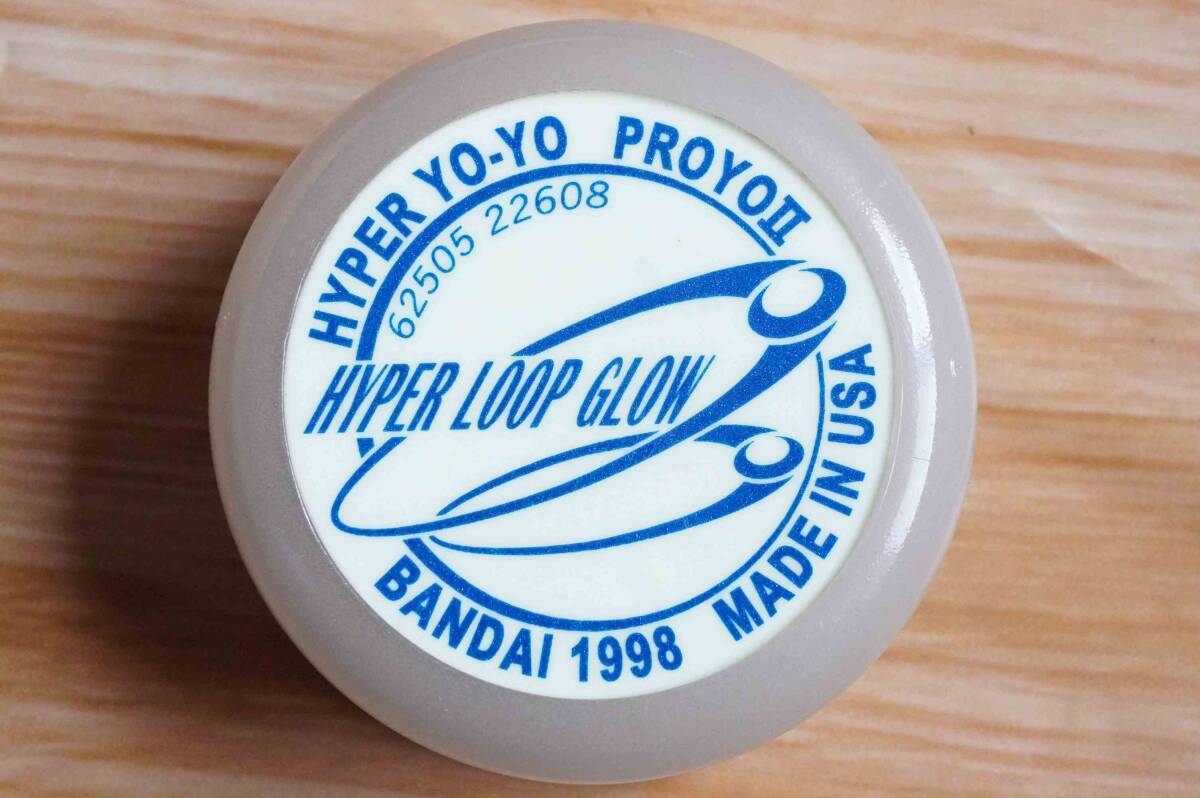 HYPER YO-YO PROYOII
62505 22608
HYPER LOOP GLOW
BANDAI 1998 MADE IN USA